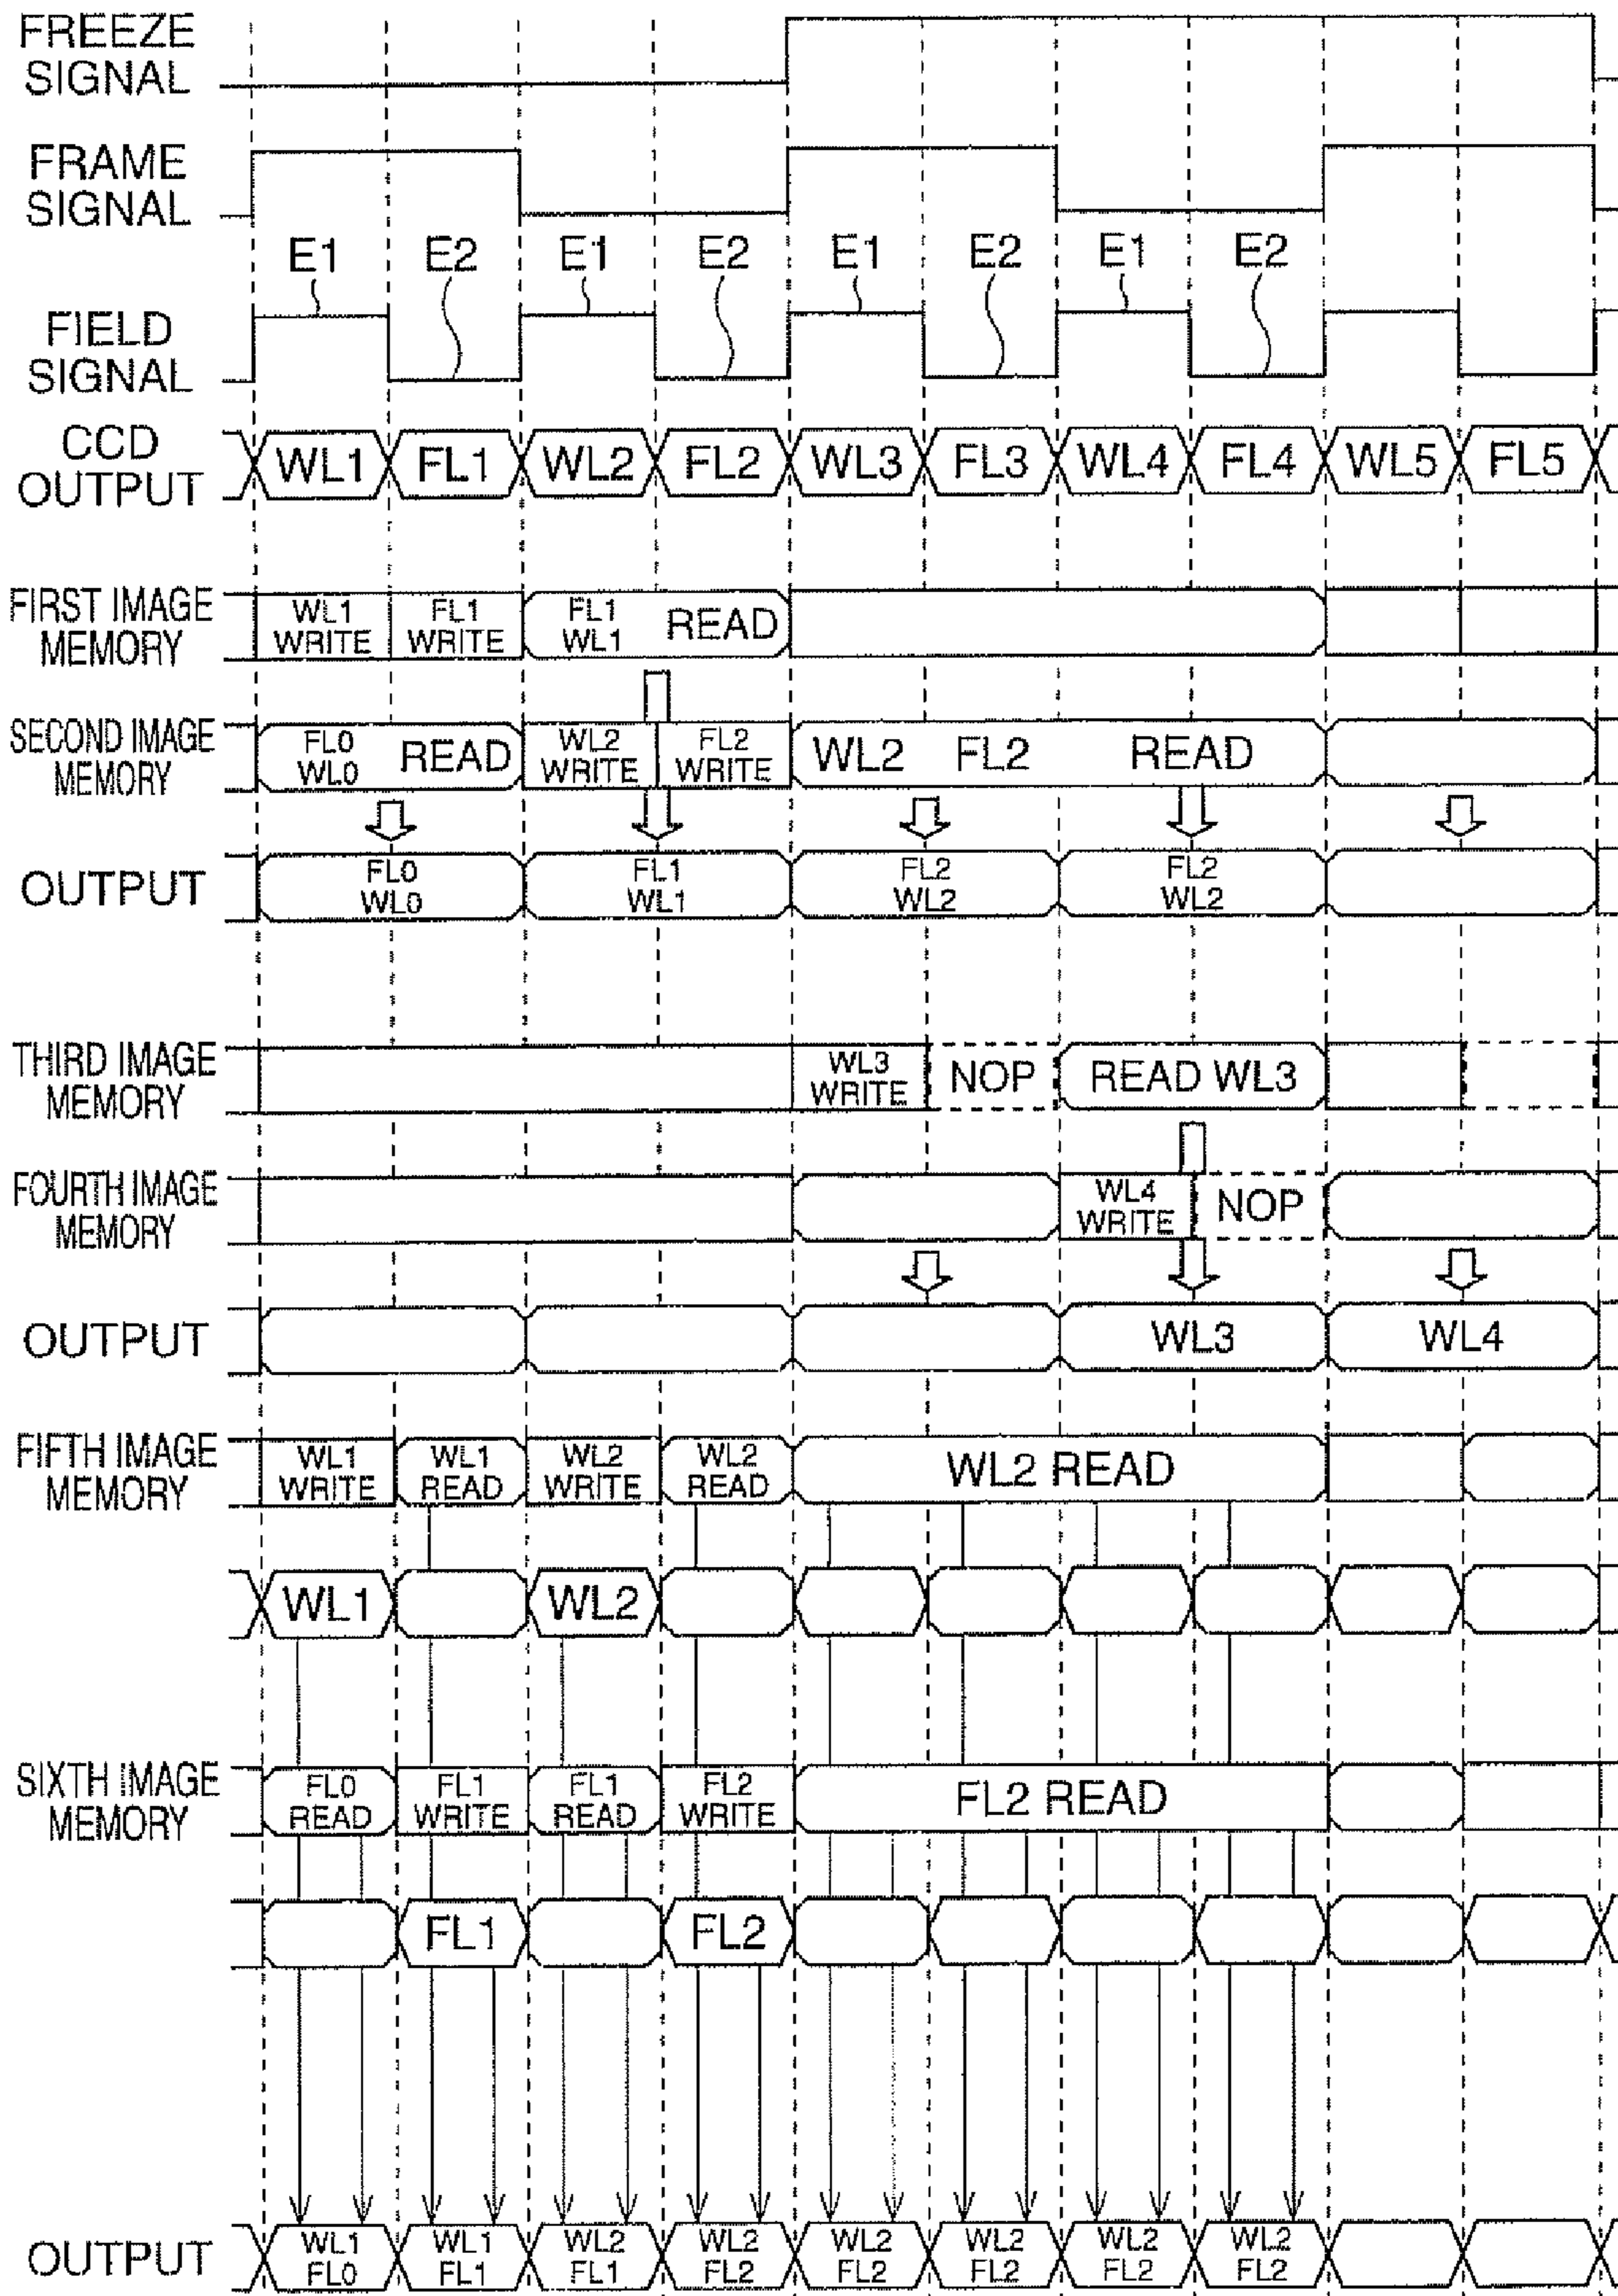 FREEZE
SIGNAL
FRAME
SIGNAL
E1 E2 E1 E2 E1 E2 E1 E2
FIELD
SIGNAL
CCD
OUTPUT
WL1 FL1 WL2 FL2 WL3 FL3 WL4 FL4 WL5 FL5
FIRST IMAGE
MEMORY
WL1 FL1 FL1
WRITE WRITE WL1 READ
SECOND IMAGE
MEMORY
FL0 WL2 FL2
WL0 READ WRITE WRITE WL2 FL2 READ
OUTPUT
FL0 FL1 FL2 FL2
WL0 WL1 WL2 WL2
THIRD IMAGE
MEMORY
WL3
WRITE NOP READ WL3
FOURTH IMAGE
MEMORY
WL4
WRITE NOP
OUTPUT WL3 WL4
FIFTH IMAGE
MEMORY
WL1 WL1 WL2 WL2
WRITE READ WRITE READ WL2 READ
WL1 WL2
SIXTH IMAGE
MEMORY
FL0 FL1 FL1 FL2
READ WRITE READ WRITE FL2 READ
FL1 FL2
OUTPUT
WL1 WL1 WL2 WL2 WL2 WL2 WL2 WL2
FL0 FL1 FL1 FL2 FL2 FL2 FL2 FL2